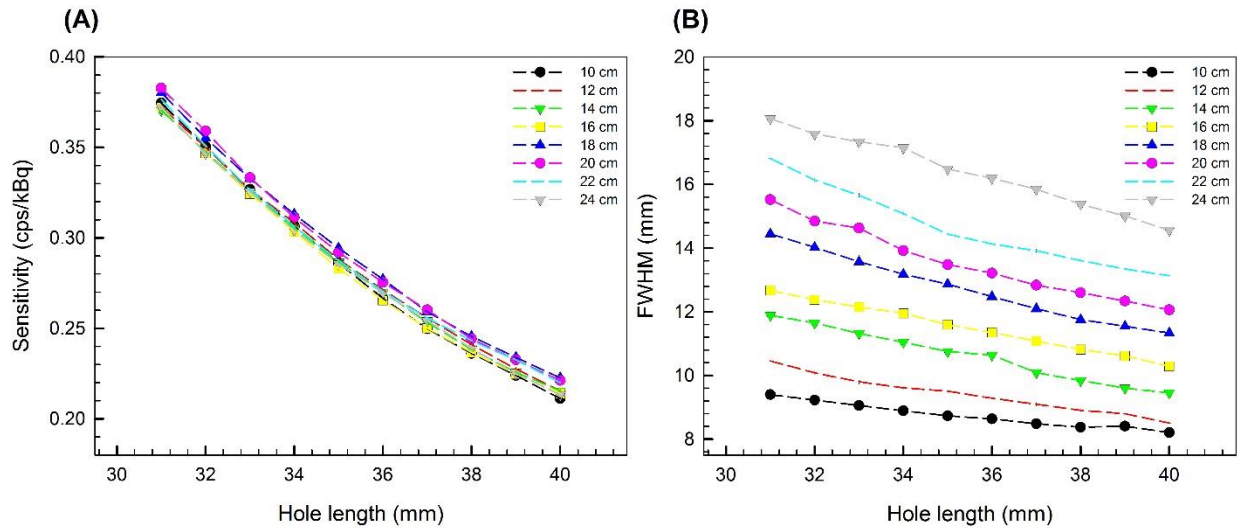 (A)
Sensitivity (cps/kBq)
0.40
0.35
0.30
0.25
0.20
30 32 34 36 38 40
Hole length (mm)
10 cm
12 cm
14 cm
16 cm
18 cm
20 cm
22 cm
24 cm
(B)
FWHM (mm)
20
18
16
14
12
10
8
30 32 34 36 38 40
Hole length (mm)
10 cm
12 cm
14 cm
16 cm
18 cm
20 cm
22 cm
24 cm